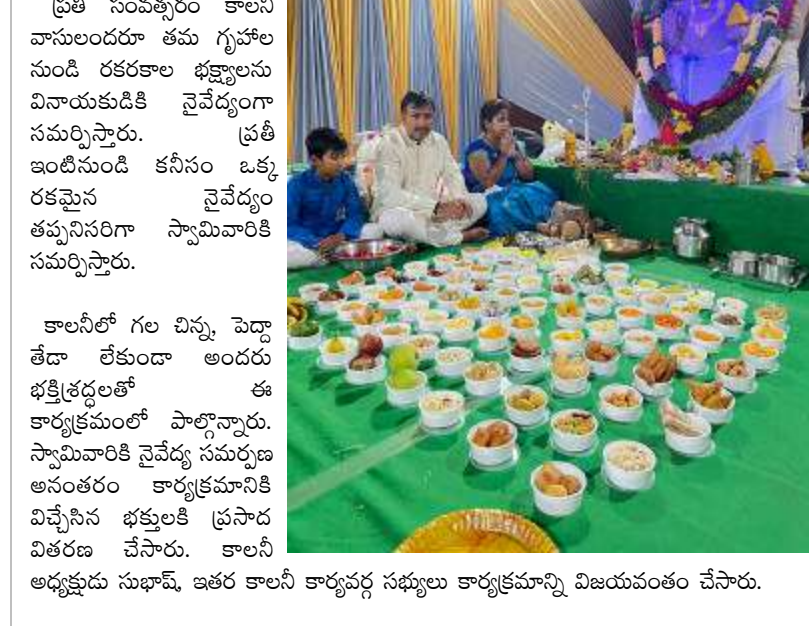 ప్రతి సంవత్సరం కాలనీ
వాసులందరూ తమ గృహాల
నుండి రకరకాల భక్ష్యాలను
వినాయకుడికి నైవేద్యంగా
సమర్పిస్తారు. ప్రతీ
ఇంటినుండి కనీసం ఒక్క
రకమైన నైవేద్యం
తప్పనిసరిగా స్వామివారికి
సమర్పిస్తారు.
కాలనీలో గల చిన్న, పెద్దా
తేడా లేకుండా అందరు
భక్తిశ్రద్ధలతో ఈ
కార్యక్రమంలో పాల్గొన్నారు.
స్వామివారికి నైవేద్య సమర్పణ
అనంతరం కార్యక్రమానికి
విచ్చేసిన భక్తులకి ప్రసాద
వితరణ చేసారు. కాలనీ
అధ్యక్షుడు సుభాష్, ఇతర కాలనీ కార్యవర్గ సభ్యులు కార్యక్రమాన్ని విజయవంతం చేసారు.